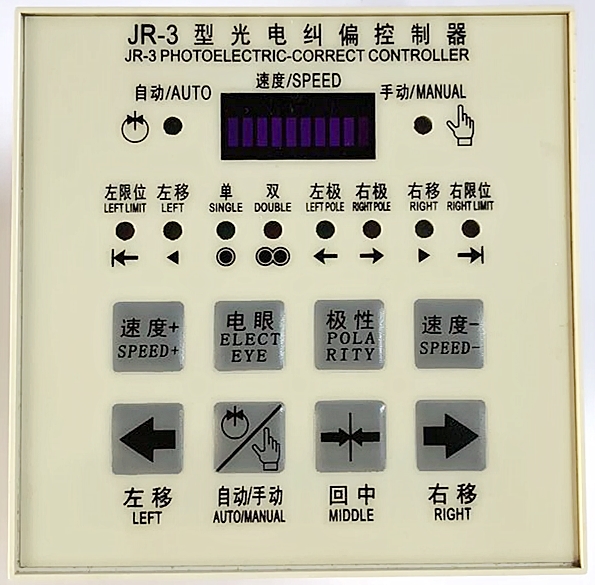 JR-3 型光电纠偏控制器
JR-3 PHOTOELECTRIC-CORRECT CONTROLLER
自动/AUTO 速度/SPEED 手动/MANUAL
左限位 左移 单 双 左极 右极 右移 右限位
LEFT LIMIT LEFT SINGLE DOUBLE LEFT POLE RIGHT POLE RIGHT RIGHT LIMIT
速度+ 电眼 极性 速度-
SPEED+ ELECT POLA SPEED-
EYE RITY
左移 自动/手动 回中 右移
LEFT AUTO/MANUAL MIDDLE RIGHT